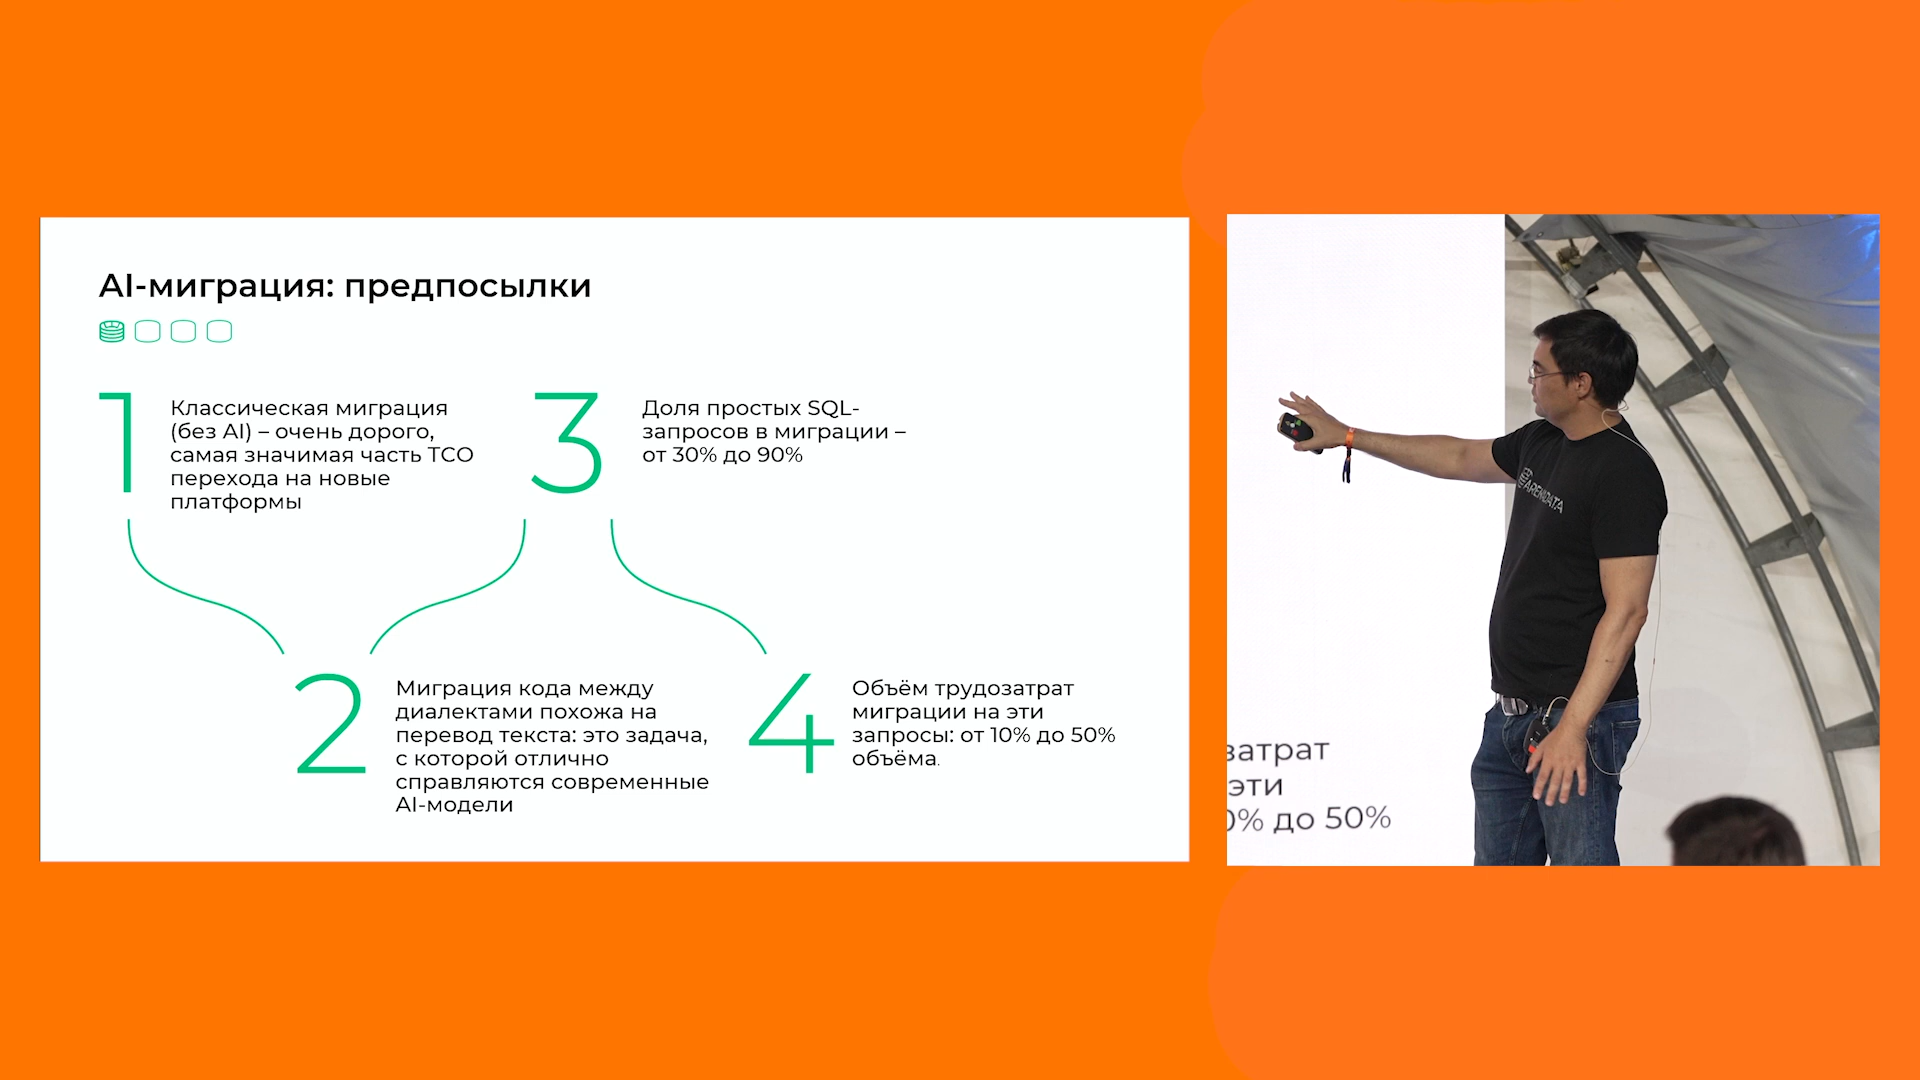 AI-миграция: предпосылки
1
Классическая миграция
(без AI) – очень дорого,
самая значимая часть TCO
перехода на новые
платформы
2
Миграция кода между
диалектами похожа на
перевод текста: это задача,
с которой отлично
справляются современные
AI-модели
3
Доля простых SQL-
запросов в миграции –
от 30% до 90%
4
Объём трудозатрат
миграции на эти
запросы: от 10% до 50%
объёма.
затрат
эти
0% до 50%
ARENADATA